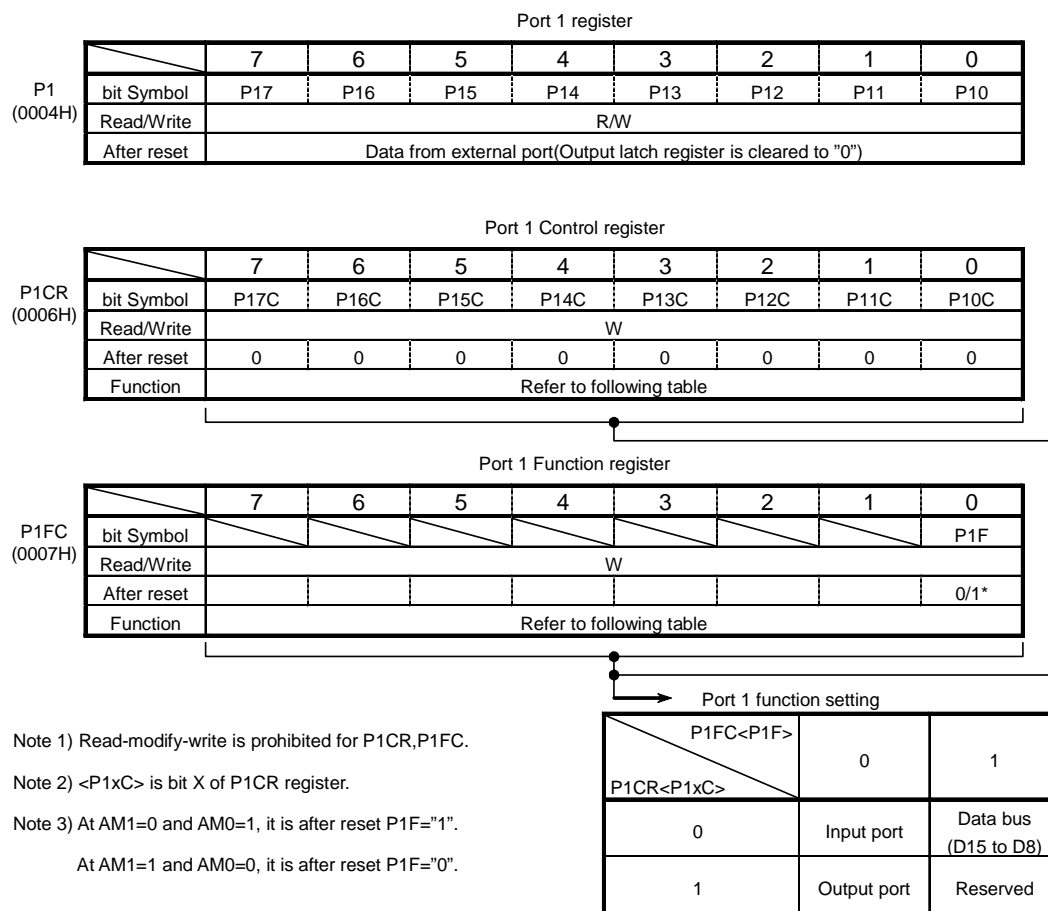 Port 1 register
7 6 5 4 3 2 1 0
P1
(0004H)
bit Symbol P17 P16 P15 P14 P13 P12 P11 P10
Read/Write R/W
After reset Data from external port(Output latch register is cleared to ”0”)
Port 1 Control register
7 6 5 4 3 2 1 0
P1CR
(0006H)
bit Symbol P17C P16C P15C P14C P13C P12C P11C P10C
Read/Write W
After reset 0 0 0 0 0 0 0 0
Function Refer to following table
Port 1 Function register
7 6 5 4 3 2 1 0
P1FC
(0007H)
bit Symbol P1F
Read/Write W
After reset 0/1*
Function Refer to following table
Port 1 function setting
P1FC<P1F>
P1CR<P1xC>
0 1
0 Input port Data bus
(D15 to D8)
1 Output port Reserved
Note 1) Read-modify-write is prohibited for P1CR,P1FC.
Note 2) <P1xC> is bit X of P1CR register.
Note 3) At AM1=0 and AM0=1, it is after reset P1F=”1”.
At AM1=1 and AM0=0, it is after reset P1F=”0”.